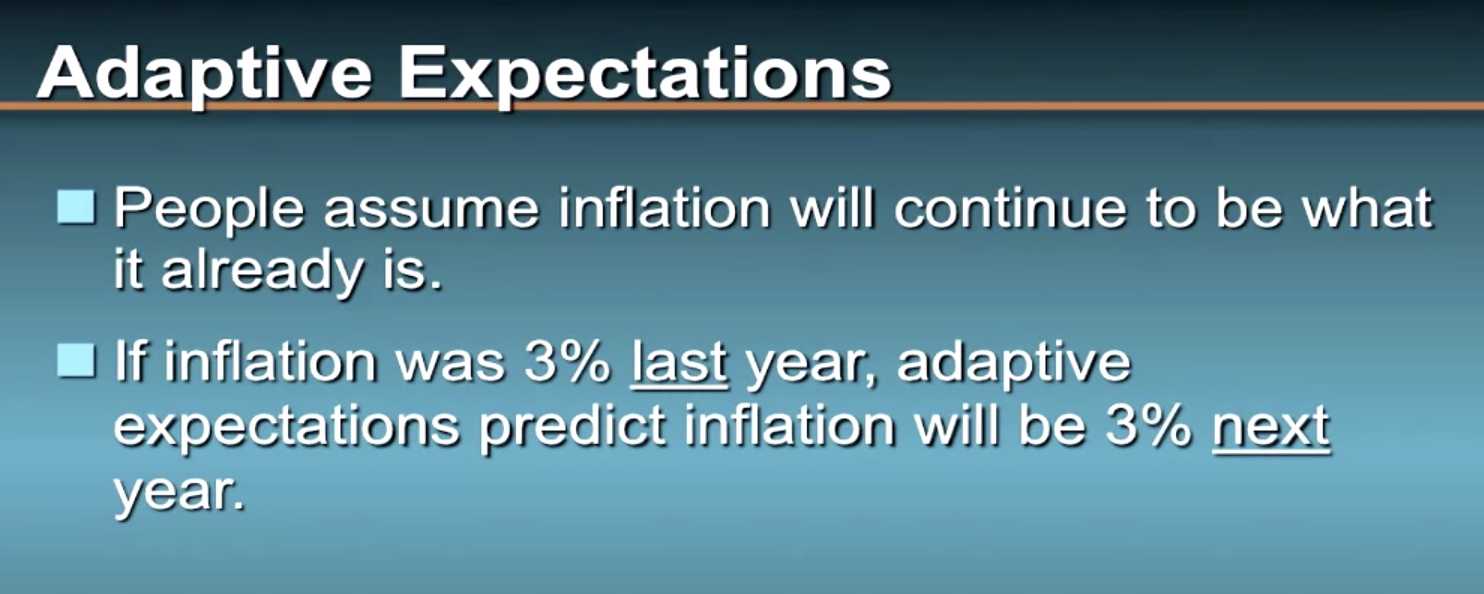 Adaptive Expectations
People assume inflation will continue to be what
it already is.
If inflation was 3% last year, adaptive
expectations predict inflation will be 3% next
year.